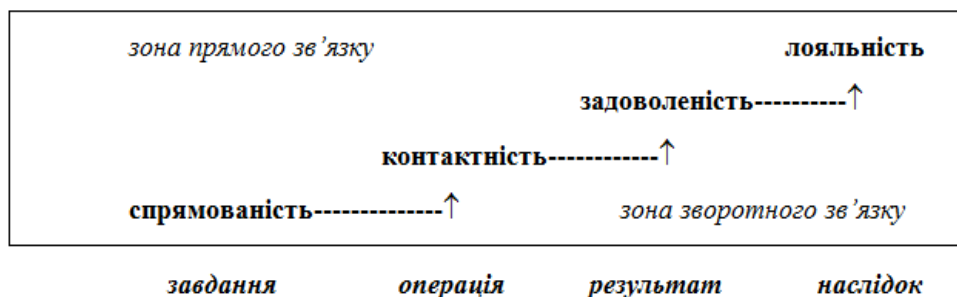 зона прямого зв’язку лояльність
задоволеність----------↑
контактність------------↑
спрямованість--------------↑ зона зворотного зв’язку
завдання операція результат наслідок